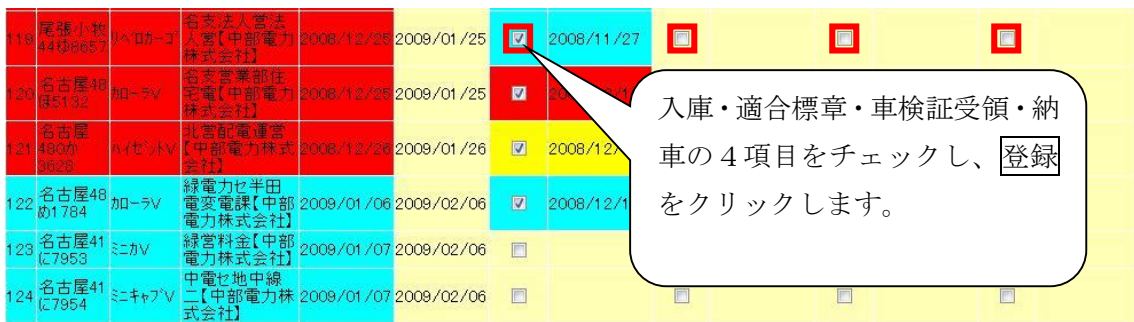 119 尾張小牧44ゆ8657 リベロカーゴ 名支法人営法人営【中部電力株式会社】 2008/12/25 2009/01/25 2008/11/27
120 名古屋48ほ5132 カローラV 名支営業部住宅電【中部電力株式会社】 2008/12/25 2009/01/25
121 名古屋480か3628 ハイゼットV 北営配電運営【中部電力株式会社】 2008/12/26 2009/01/26 2008/12/
122 名古屋48め1784 カローラV 緑電力セ半田電変電課【中部電力株式会社】 2009/01/06 2009/02/06 2008/12/1
123 名古屋41に7953 ミニカV 緑営料金【中部電力株式会社】 2009/01/07 2009/02/06
124 名古屋41に7954 ミニキャブV 中電セ地中線二【中部電力株式会社】 2009/01/07 2009/02/06
入庫・適合標章・車検証受領・納
車の4項目をチェックし、登録
をクリックします。